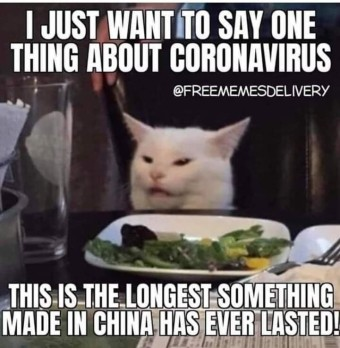 I JUST WANT TO SAY ONE
THING ABOUT CORONAVIRUS
@FREEMEMESDELIVERY
THIS IS THE LONGEST SOMETHING
MADE IN CHINA HAS EVER LASTED!